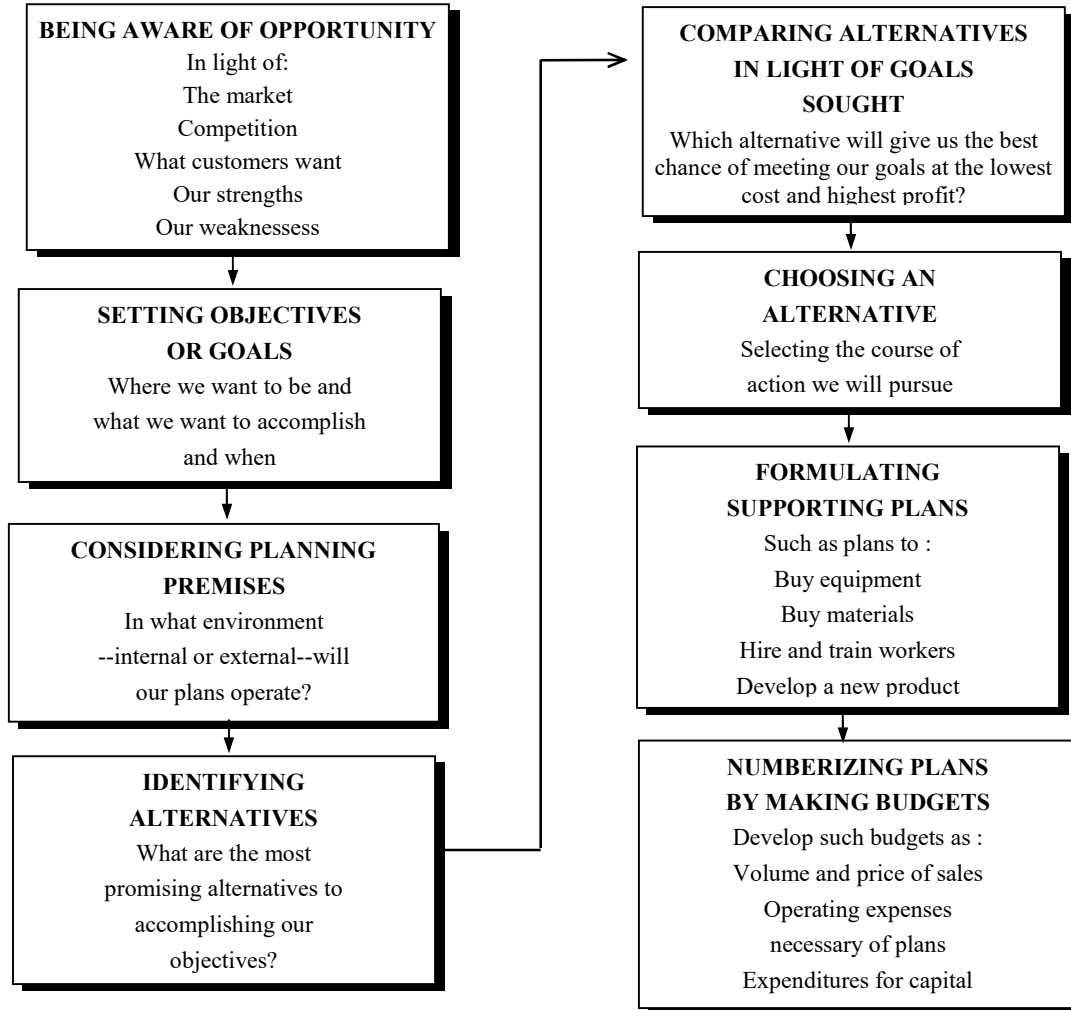 BEING AWARE OF OPPORTUNITY
In light of:
The market
Competition
What customers want
Our strengths
Our weaknessess
SETTING OBJECTIVES
OR GOALS
Where we want to be and
what we want to accomplish
and when
CONSIDERING PLANNING
PREMISES
In what environment
--internal or external--will
our plans operate?
IDENTIFYING
ALTERNATIVES
What are the most
promising alternatives to
accomplishing our
objectives?
COMPARING ALTERNATIVES
IN LIGHT OF GOALS
SOUGHT
Which alternative will give us the best
chance of meeting our goals at the lowest
cost and highest profit?
CHOOSING AN
ALTERNATIVE
Selecting the course of
action we will pursue
FORMULATING
SUPPORTING PLANS
Such as plans to :
Buy equipment
Buy materials
Hire and train workers
Develop a new product
NUMBERIZING PLANS
BY MAKING BUDGETS
Develop such budgets as :
Volume and price of sales
Operating expenses
necessary of plans
Expenditures for capital